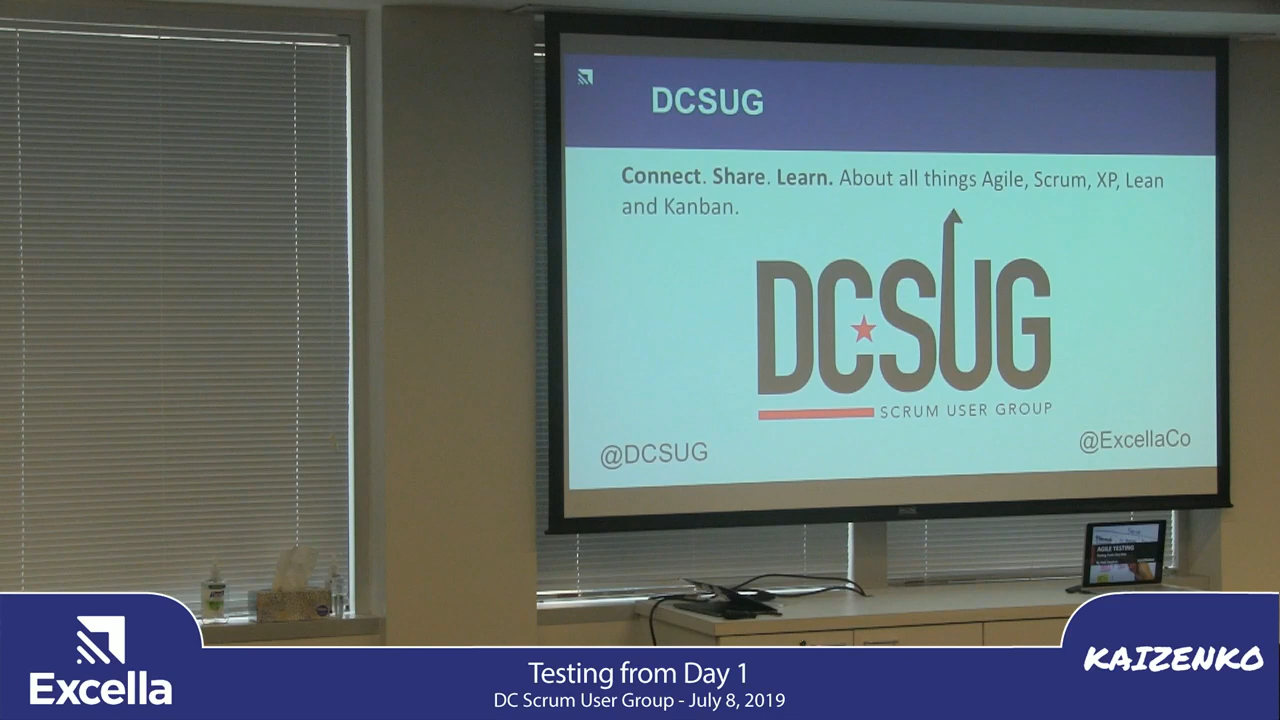 DCSUG
Connect. Share. Learn. About all things Agile, Scrum, XP, Lean
and Kanban.
DCSUG
SCRUM USER GROUP
@DCSUG
@ExcellaCo
AGILE TESTING
Excella
Testing from Day 1
DC Scrum User Group - July 8, 2019
KAIZENKO